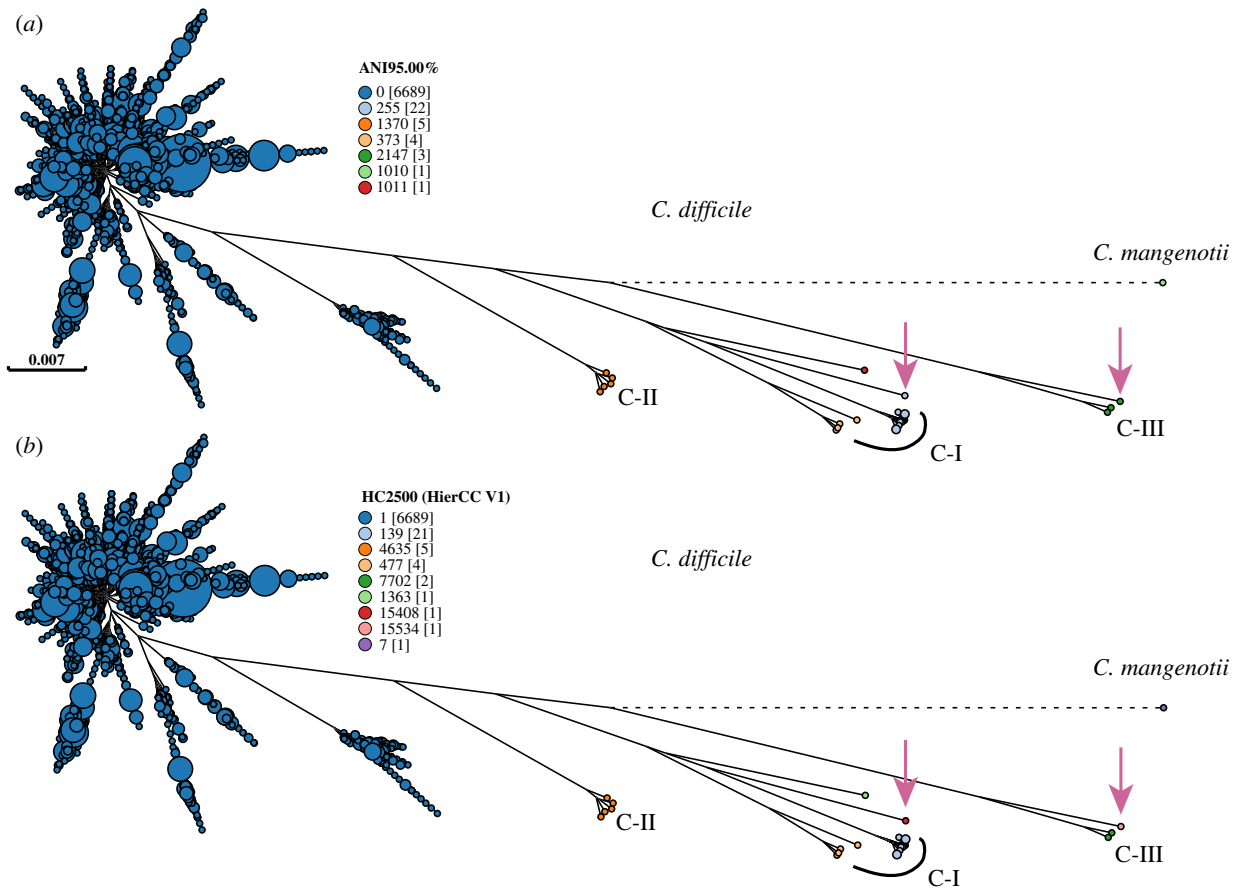 (a)
ANI95.00%
0 [6689]
255 [22]
1370 [5]
373 [4]
2147 [3]
1010 [1]
1011 [1]
C. difficile
C. mangenotii
0.007
C-II
C-III
C-I
(b)
HC2500 (HierCC V1)
1 [6689]
139 [21]
4635 [5]
477 [4]
7702 [2]
1363 [1]
15408 [1]
15534 [1]
7 [1]
C. difficile
C. mangenotii
C-II
C-III
C-I